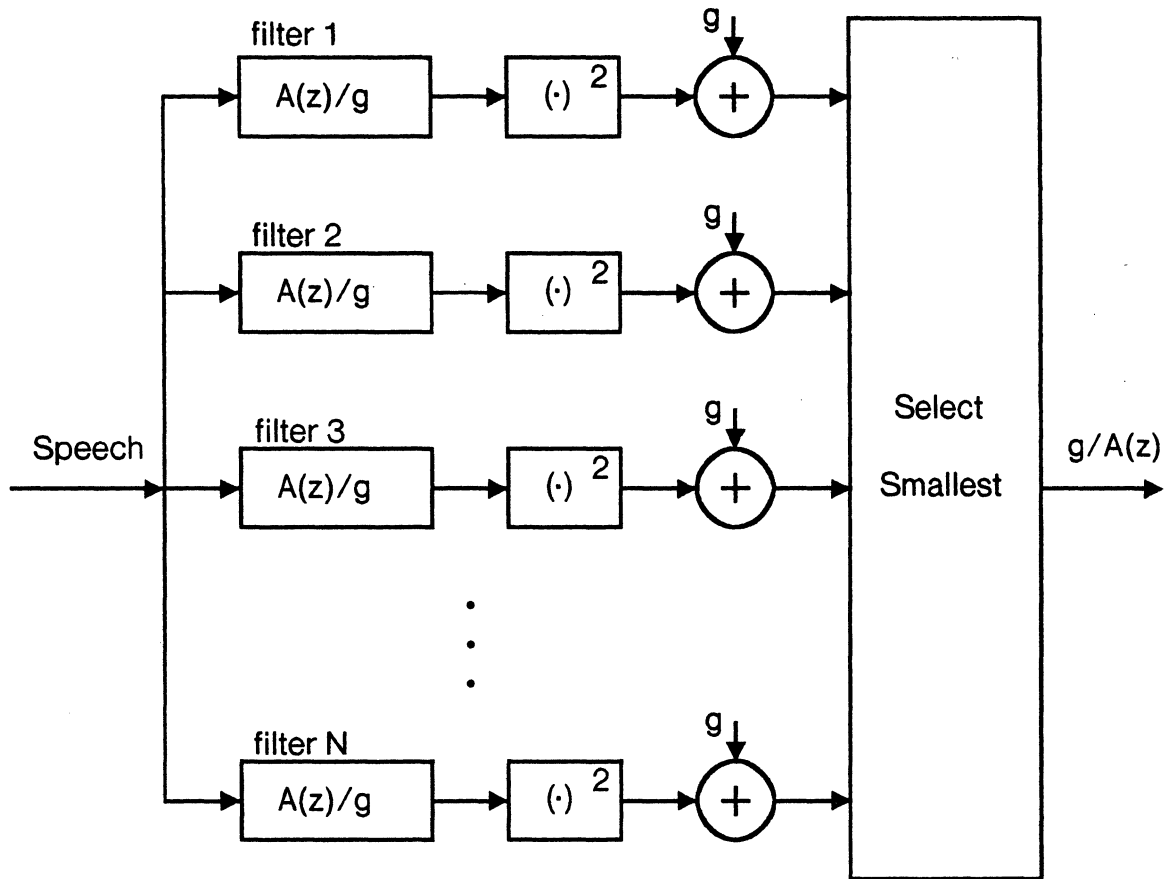 filter 1
g
A(z)/g
(·) 2
+
filter 2
g
A(z)/g
(·) 2
+
Speech
filter 3
g
A(z)/g
(·) 2
+
Select
Smallest
g/A(z)
filter N
g
A(z)/g
(·) 2
+